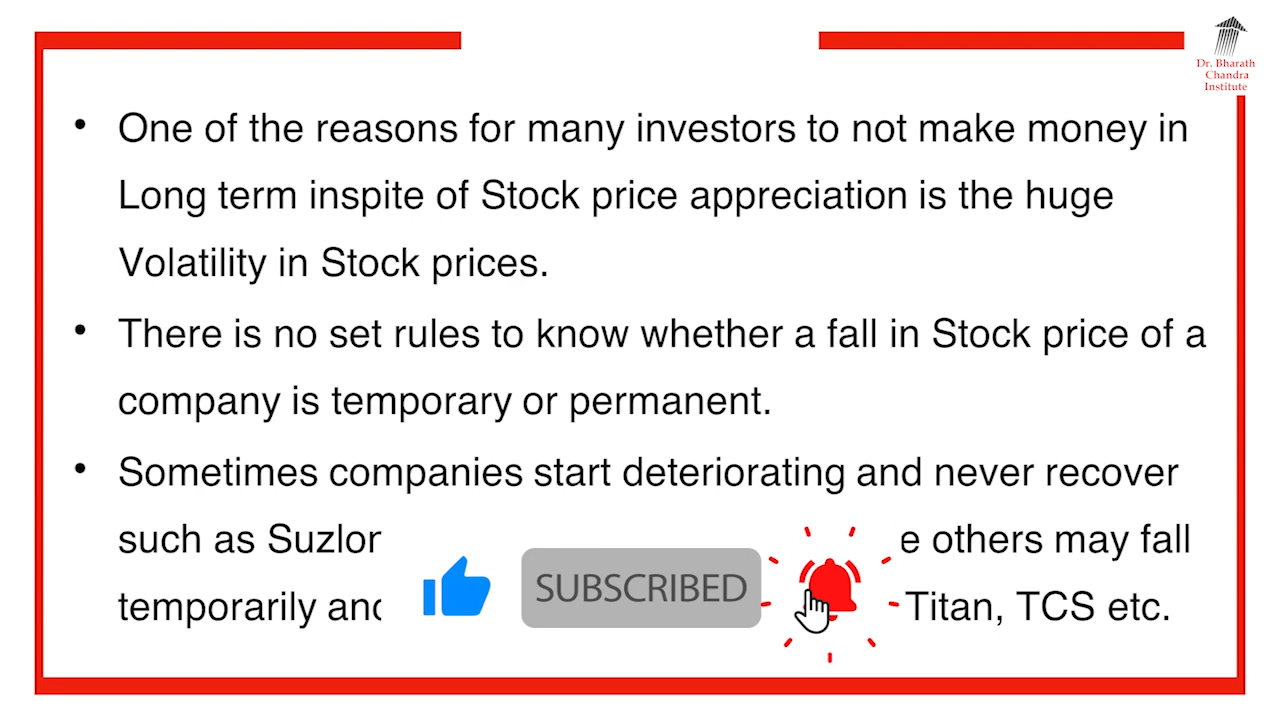 Dr. Bharath
Chandra
Institute
• One of the reasons for many investors to not make money in
Long term inspite of Stock price appreciation is the huge
Volatility in Stock prices.
• There is no set rules to know whether a fall in Stock price of a
company is temporary or permanent.
• Sometimes companies start deteriorating and never recover
such as others may fall
temporarily Titan, TCS etc.
SUBSCRIBED